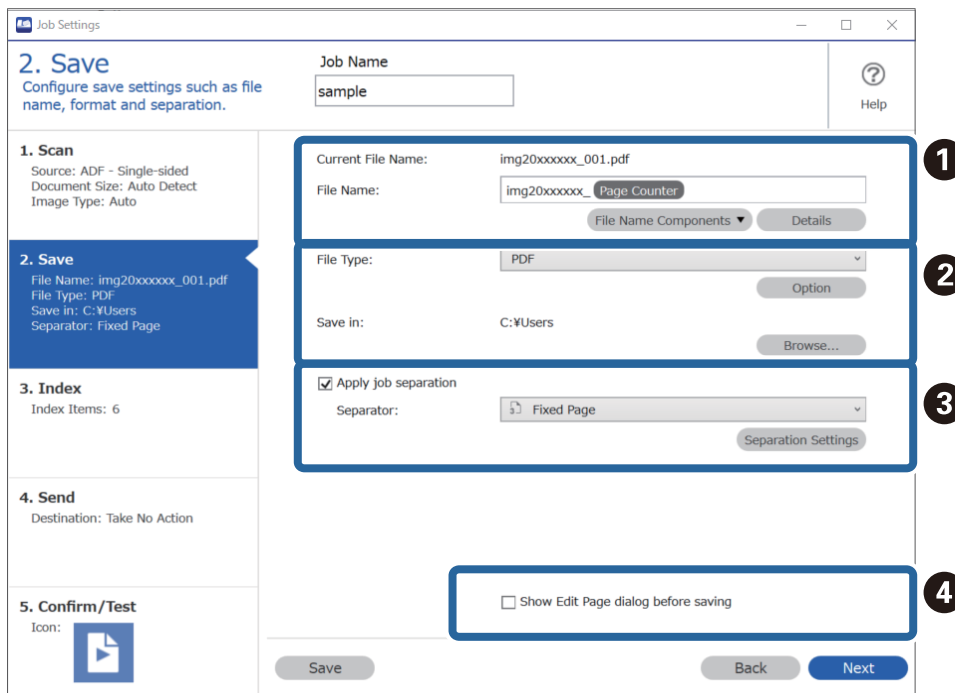 Job Settings
2. Save
Configure save settings such as file
name, format and separation.
Job Name
sample
Help
1. Scan
Source: ADF - Single-sided
Document Size: Auto Detect
Image Type: Auto
2. Save
File Name: img20xxxxxx_001.pdf
File Type: PDF
Save in: C:¥Users
Separator: Fixed Page
3. Index
Index Items: 6
4. Send
Destination: Take No Action
5. Confirm/Test
Icon:
Current File Name: img20xxxxxx_001.pdf
File Name: img20xxxxxx_ Page Counter
File Name Components ▼ Details
1
File Type: PDF
Option
Save in: C:¥Users
Browse...
2
Apply job separation
Separator: Fixed Page
Separation Settings
3
Show Edit Page dialog before saving
4
Save Back Next